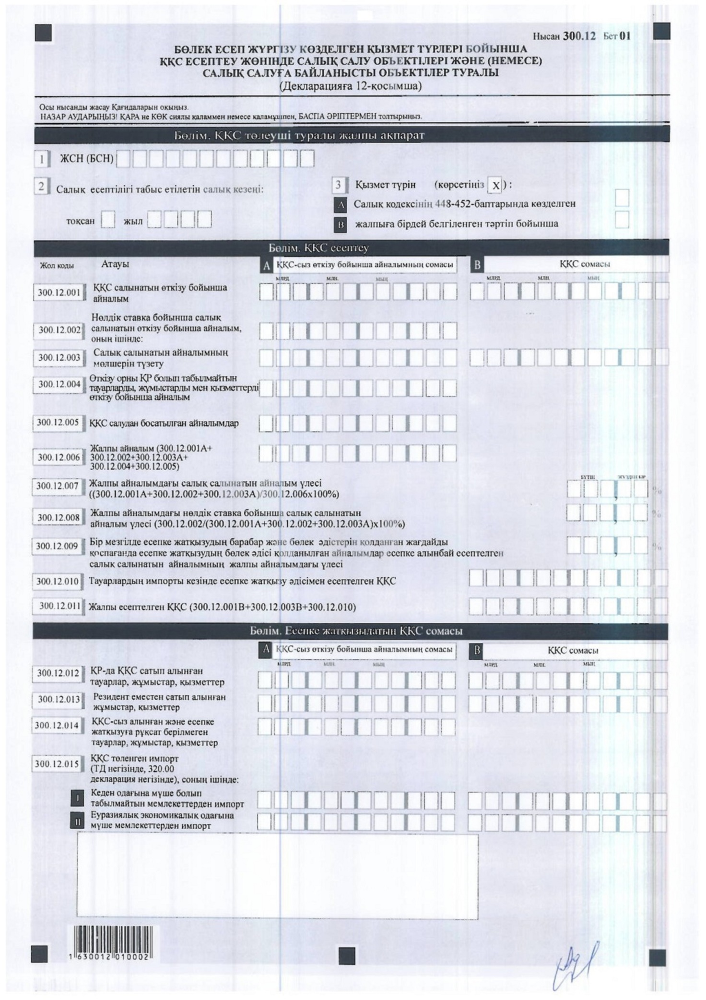 Нысан 300.12 Бет 01
БӨЛЕК ЕСЕП ЖҮРГІЗУ КӨЗДЕЛГЕН ҚЫЗМЕТ ТҮРЛЕРІ БОЙЫНША
ҚҚС ЕСЕПТЕУ ЖӨНІНДЕ САЛЫҚ САЛУ ОБЪЕКТІЛЕРІ ЖӘНЕ (НЕМЕСЕ)
САЛЫҚ САЛУҒА БАЙЛАНЫСТЫ ОБЪЕКТІЛЕР ТУРАЛЫ
(Декларацияға 12-қосымша)
Осы нысанды жасау Қағидаларын оқыңыз.
НАЗАР АУДАРЫҢЫЗ! ҚАРА не КӨК сиялы қаламмен немесе қаламұшпен, БАСПА ӘРІПТЕРМЕН толтырыңыз.
Бөлім. ҚҚС төлеуші туралы жалпы ақпарат
1 ЖСН (БСН)
2 Салық есептілігі табыс етілетін салық кезеңі:
тоқсан жыл
3 Қызмет түрін (көрсетіңіз X) :
A Салық кодексінің 448-452-баптарында көзделген
B жалпыға бірдей белгіленген тәртіп бойынша
Бөлім. ҚҚС есептеу
Жол коды Атауы A ҚҚС-сыз өткізу бойынша айналымның сомасы B ҚҚС сомасы
млрд. млн. мың млрд. млн. мың
300.12.001 ҚҚС салынатын өткізу бойынша
айналым
300.12.002 Нөлдік ставка бойынша салық
салынатын өткізу бойынша айналым,
оның ішінде:
300.12.003 Салық салынатын айналымның
мөлшерін түзету
300.12.004 Өткізу орны ҚР болып табылмайтын
тауарларды, жұмыстарды мен қызметтерді
өткізу бойынша айналым
300.12.005 ҚҚС салудан босатылған айналымдар
300.12.006 Жалпы айналым (300.12.001A+
300.12.002+300.12.003A+
300.12.004+300.12.005)
бүтін жүзден бір
300.12.007 Жалпы айналымдағы салық салынатын айналым үлесі
((300.12.001A+300.12.002+300.12.003A)/300.12.006x100%) , %
300.12.008 Жалпы айналымдағы нөлдік ставка бойынша салық салынатын
айналым үлесі (300.12.002/(300.12.001A+300.12.002+300.12.003A)x100%) , %
300.12.009 Бір мезгілде есепке жатқызудың барабар және бөлек әдістерін қолданған жағдайды
қоспағанда есепке жатқызудың бөлек әдісі қолданылған айналымдар есепке алынбай есептелген , %
салық салынатын айналымның жалпы айналымдағы үлесі
300.12.010 Тауарлардың импорты кезінде есепке жатқызу әдісімен есептелген ҚҚС
300.12.011 Жалпы есептелген ҚҚС (300.12.001B+300.12.003B+300.12.010)
Бөлім. Есепке жатқызылатын ҚҚС сомасы
A ҚҚС-сыз өткізу бойынша айналымның сомасы B ҚҚС сомасы
млрд. млн. мың млрд. млн. мың
300.12.012 ҚР-да ҚҚС сатып алынған
тауарлар, жұмыстар, қызметтер
300.12.013 Резидент еместен сатып алынған
жұмыстар, қызметтер
300.12.014 ҚҚС-сыз алынған және есепке
жатқызуға рұқсат берілмеген
тауарлар, жұмыстар, қызметтер
300.12.015 ҚҚС төленген импорт
(ТД негізінде, 320.00
декларация негізінде), соның ішінде:
I Кеден одағына мүше болып
табылмайтын мемлекеттерден импорт
II Еуразиялық экономикалық одағына
мүше мемлекеттерден импорт
1 630012 010002